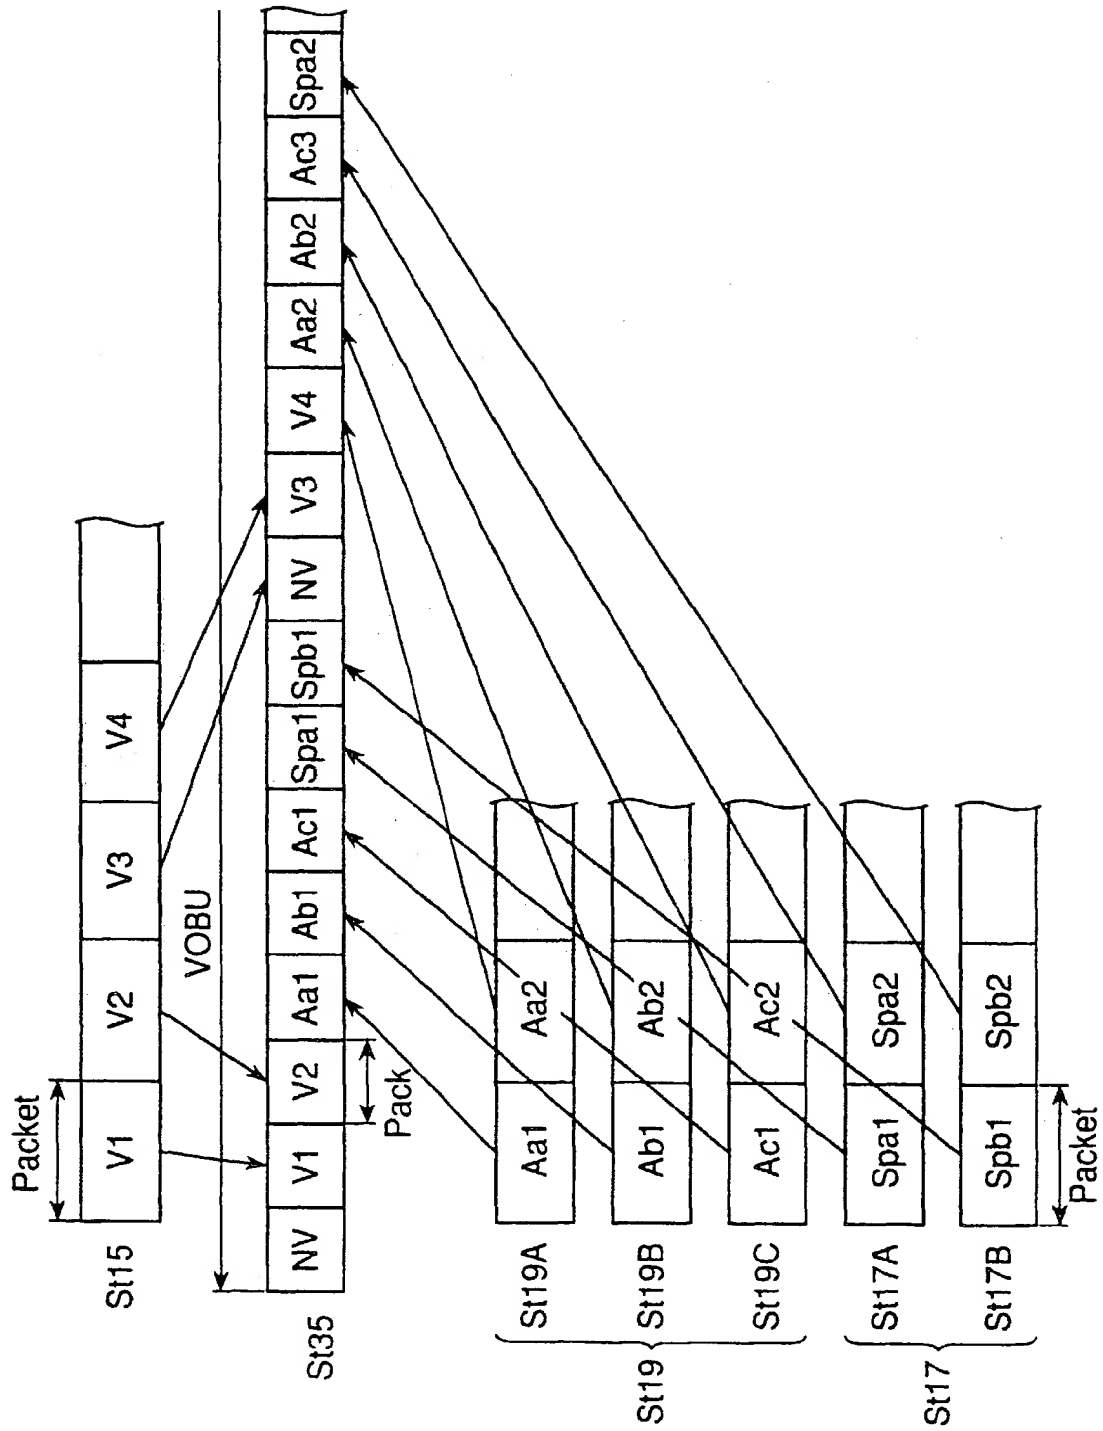 Packet
St15 V1 V2 V3 V4
VOBU
St35 NV V1 V2 Aa1 Ab1 Ac1 Spa1 Spb1 NV V3 V4 Aa2 Ab2 Ac3 Spa2
Pack
St19
St19A Aa1 Aa2
St19B Ab1 Ab2
St19C Ac1 Ac2
St17
St17A Spa1 Spa2
St17B Spb1 Spb2
Packet